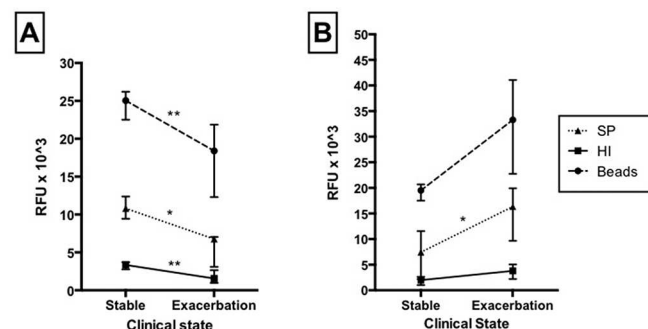 A
B
RFU x 10^3
30
25
20
15
10
5
0
**
*
**
Stable Exacerbation
Clinical state
RFU x 10^3
50
45
40
35
30
25
20
15
10
5
0
*
Stable Exacerbation
Clinical State
SP
HI
Beads